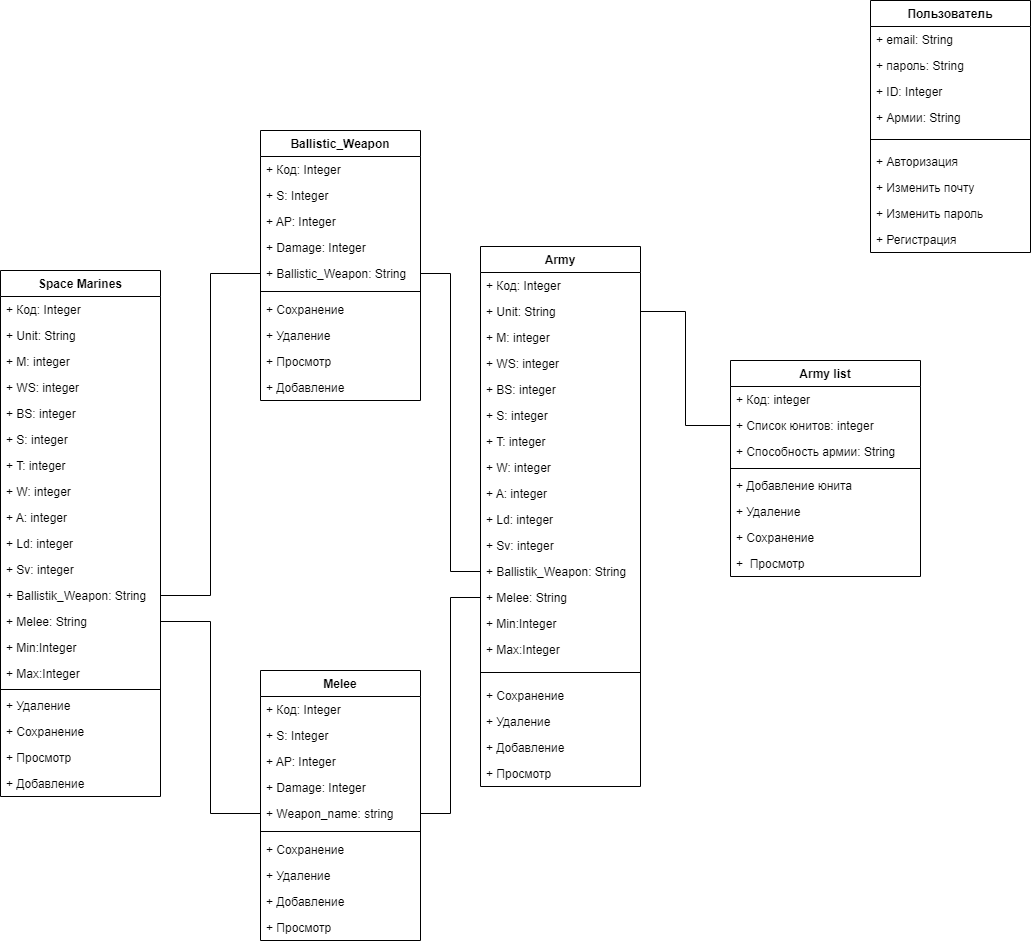 Пользователь
+ email: String
+ пароль: String
+ ID: Integer
+ Армии: String
+ Авторизация
+ Изменить почту
+ Изменить пароль
+ Регистрация
Ballistic_Weapon
+ Код: Integer
+ S: Integer
+ AP: Integer
+ Damage: Integer
+ Ballistic_Weapon: String
+ Сохранение
+ Удаление
+ Просмотр
+ Добавление
Space Marines
+ Код: Integer
+ Unit: String
+ M: integer
+ WS: integer
+ BS: integer
+ S: integer
+ T: integer
+ W: integer
+ A: integer
+ Ld: integer
+ Sv: integer
+ Ballistik_Weapon: String
+ Melee: String
+ Min:Integer
+ Max:Integer
+ Удаление
+ Сохранение
+ Просмотр
+ Добавление
Melee
+ Код: Integer
+ S: Integer
+ AP: Integer
+ Damage: Integer
+ Weapon_name: string
+ Сохранение
+ Удаление
+ Добавление
+ Просмотр
Army
+ Код: Integer
+ Unit: String
+ M: integer
+ WS: integer
+ BS: integer
+ S: integer
+ T: integer
+ W: integer
+ A: integer
+ Ld: integer
+ Sv: integer
+ Ballistik_Weapon: String
+ Melee: String
+ Min:Integer
+ Max:Integer
+ Сохранение
+ Удаление
+ Добавление
+ Просмотр
Army list
+ Код: integer
+ Список юнитов: integer
+ Способность армии: String
+ Добавление юнита
+ Удаление
+ Сохранение
+ Просмотр